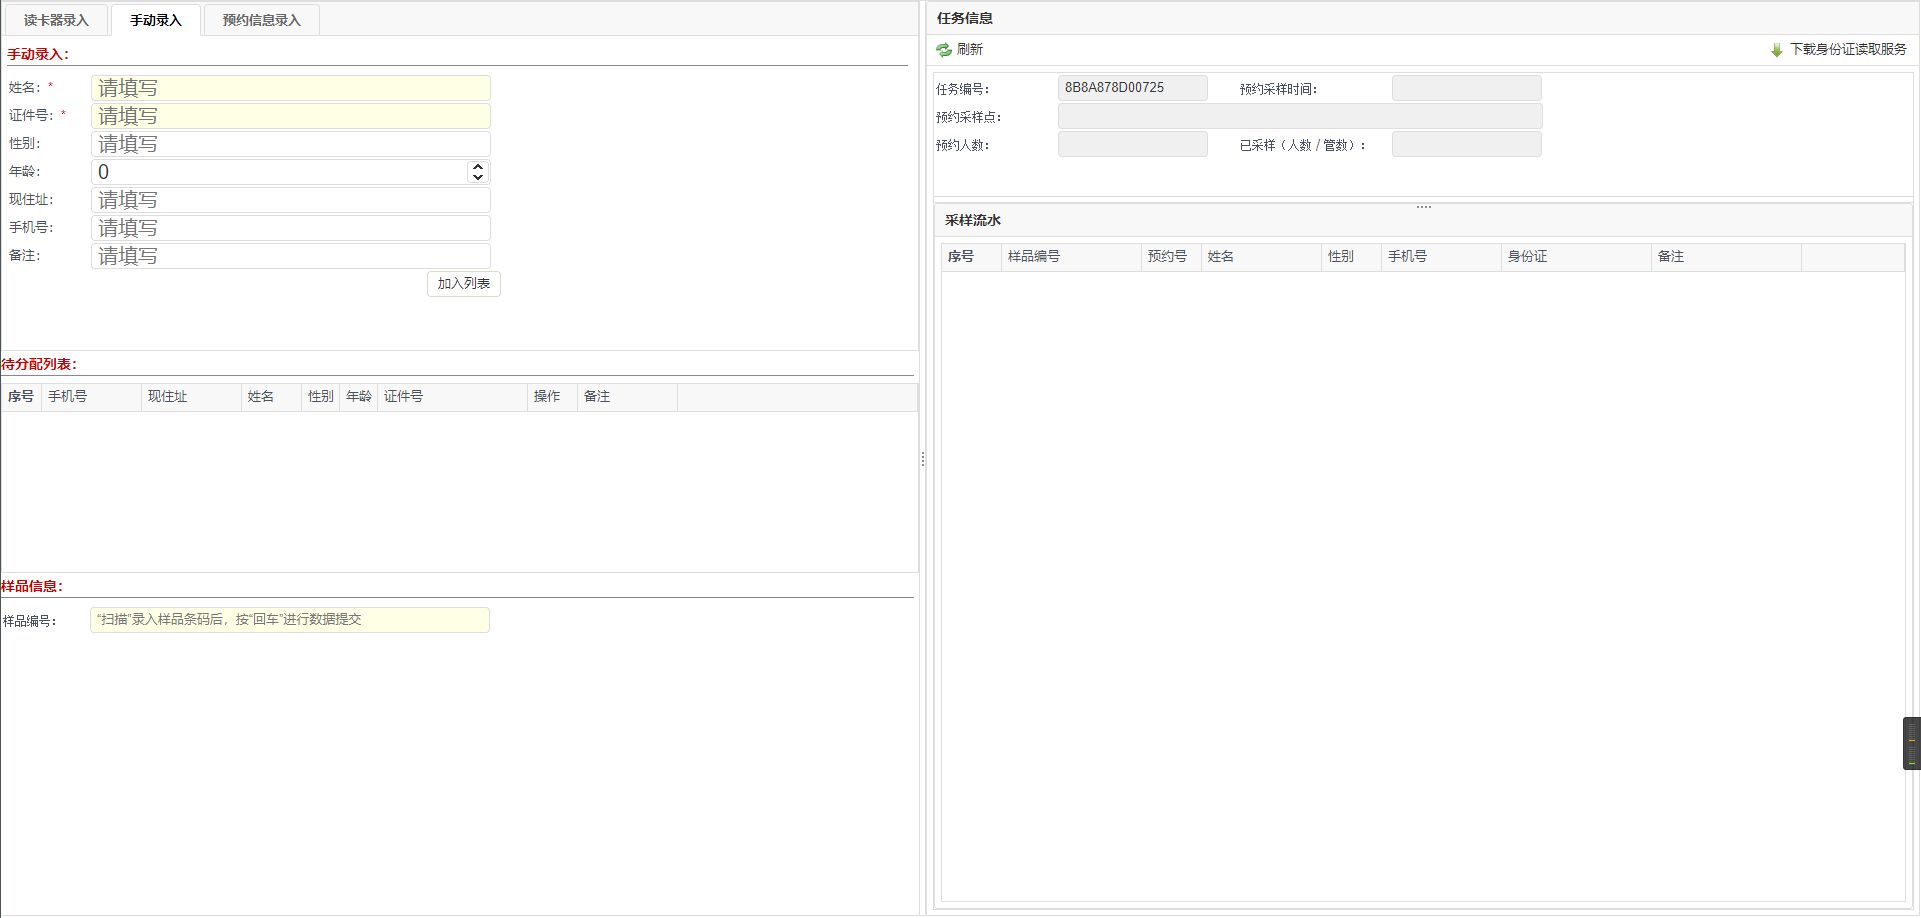 读卡器录入 手动录入 预约信息录入
手动录入：
姓名： * 请填写
证件号： * 请填写
性别: 请填写
年龄: 0
现住址: 请填写
手机号: 请填写
备注: 请填写
加入列表
待分配列表：
序号 手机号 现住址 姓名 性别 年龄 证件号 操作 备注
样品信息：
样品编号： “扫描”录入样品条码后，按“回车”进行数据提交
任务信息
刷新 下载身份证读取服务
任务编号： 8B8A878D00725 预约采样时间：
预约采样点：
预约人数： 已采样（人数 / 管数）：
采样流水
序号 样品编号 预约号 姓名 性别 手机号 身份证 备注